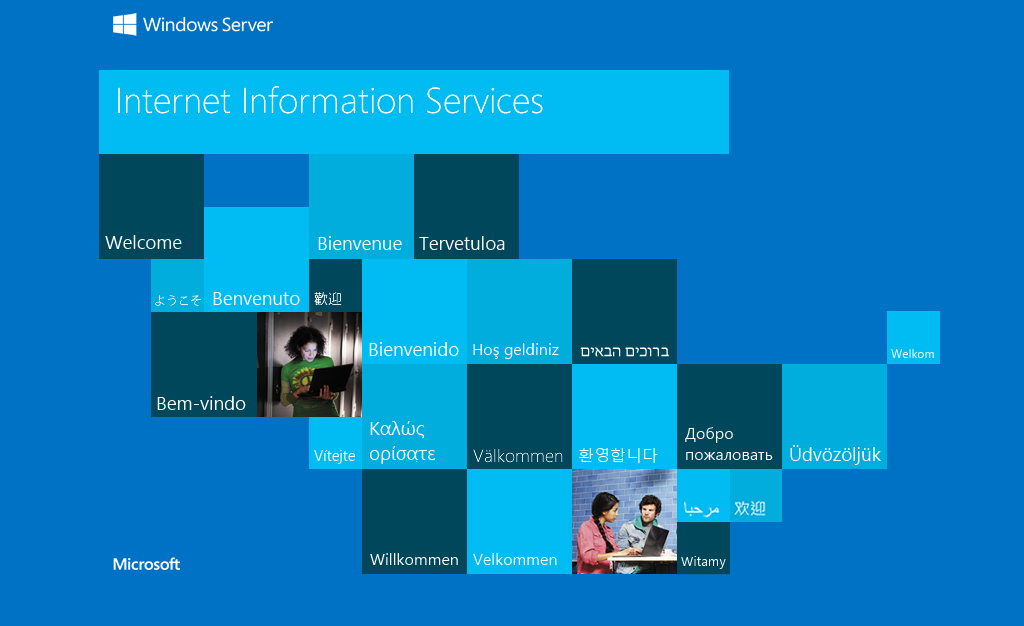 Windows Server
Internet Information Services
Welcome
Bienvenue
Tervetuloa
ようこそ
Benvenuto
歡迎
Bienvenido
Hoş geldiniz
ברוכים הבאים
Welkom
Bem-vindo
Vítejte
Καλώς
ορίσατε
Välkommen
환영합니다
Добро
пожаловать
Üdvözöljük
Willkommen
Velkommen
مرحبا
欢迎
Witamy
Microsoft